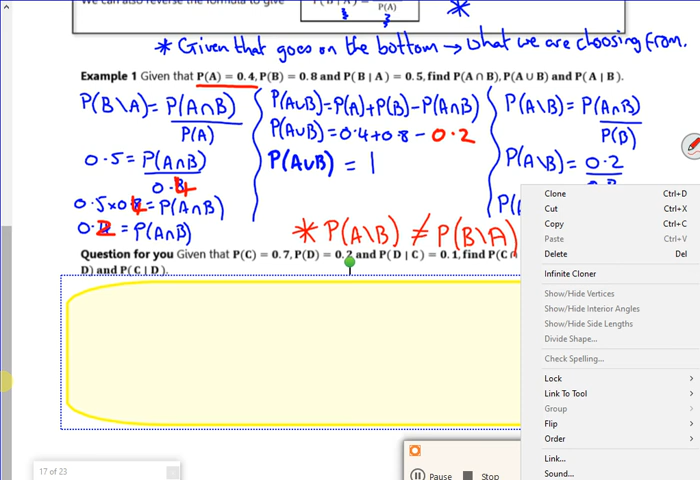 We can also reverse the formula to give
P(A)
* Given that goes on the bottom → What we are choosing from.
Example 1 Given that P(A) = 0.4, P(B) = 0.8 and P(B | A) = 0.5, find P(A ∩ B), P(A ∪ B) and P(A | B).
P(B\A) = P(A∩B)
P(A)
0.5 = P(A∩B)
0.4
0.5 x 0.4 = P(A∩B)
0.2 = P(A∩B)
P(A∪B) = P(A) + P(B) - P(A∩B)
P(A∪B) = 0.4 + 0.8 - 0.2
P(A∪B) = 1
P(A\B) = P(A∩B)
P(B)
P(A\B) = 0.2
* P(A\B) ≠ P(B\A)
Question for you Given that P(C) = 0.7, P(D) = 0.2 and P(D | C) = 0.1, find P(C ∩
D) and P(C | D).
Clone Ctrl+D
Cut Ctrl+X
Copy Ctrl+C
Paste Ctrl+V
Delete Del
Infinite Cloner
Show/Hide Vertices
Show/Hide Interior Angles
Show/Hide Side Lengths
Divide Shape...
Check Spelling...
Lock
Link To Tool
Group
Flip
Order
Link...
Sound...
17 of 23
Pause Stop